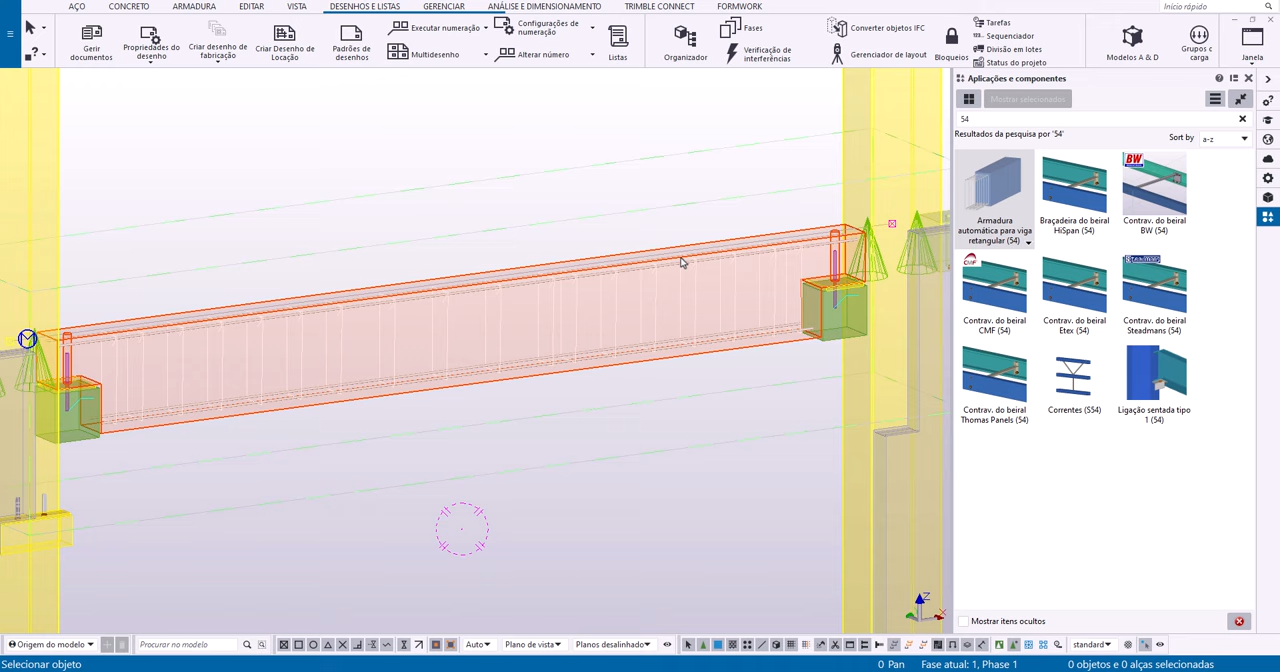 AÇO CONCRETO ARMADURA EDITAR VISTA DESENHOS E LISTAS GERENCIAR ANÁLISE E DIMENSIONAMENTO TRIMBLE CONNECT FORMWORK Início rápido
Gerir documentos
Propriedades do desenho
Criar desenho de fabricação
Criar Desenho de Locação
Padrões de desenhos
Executar numeração
Multidesenho
Configurações de numeração
Alterar número
Listas
Organizador
Fases
Verificação de interferências
Converter objetos IFC
Gerenciador de layout
Bloqueios
Tarefas
Sequenciador
Divisão em lotes
Status do projeto
Modelos A & D
Grupos c carga
Janela
Aplicações e componentes
Mostrar selecionados
54
Resultados da pesquisa por '54'
Sort by a-z
Armadura automática para viga retangular (54)
Braçadeira do beiral HiSpan (54)
BW
Contrav. do beiral BW (54)
CMF
Contrav. do beiral CMF (54)
Contrav. do beiral Etex (54)
Contrav. do beiral Steadmans (54)
Contrav. do beiral Thomas Panels (54)
Correntes (S54)
Ligação sentada tipo 1 (54)
Mostrar itens ocultos
Z
Origem do modelo Procurar no modelo Auto Plano de vista Planos desalinhado standard
Selecionar objeto 0 Pan Fase atual: 1, Phase 1 0 objetos e 0 alças selecionadas